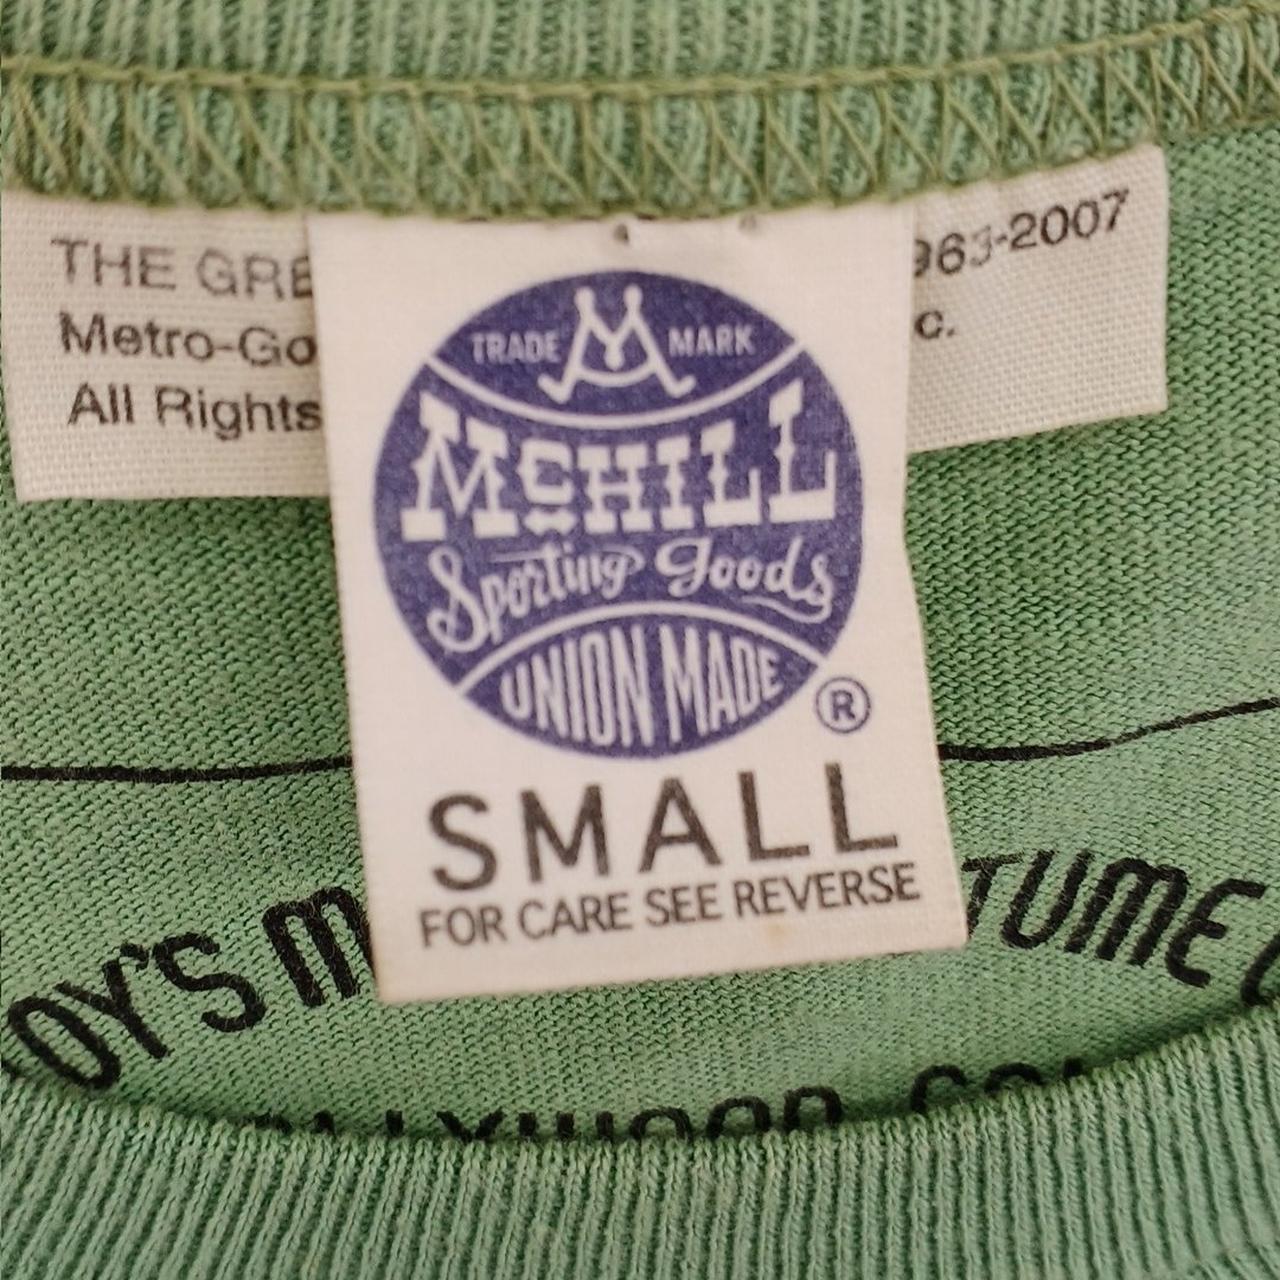 THE GRE
963-2007
Metro-Go
c.
All Rights
TRADE M MARK
McHILL
Sporting Goods
UNION MADE
®
SMALL
FOR CARE SEE REVERSE
OY'S M
TUME